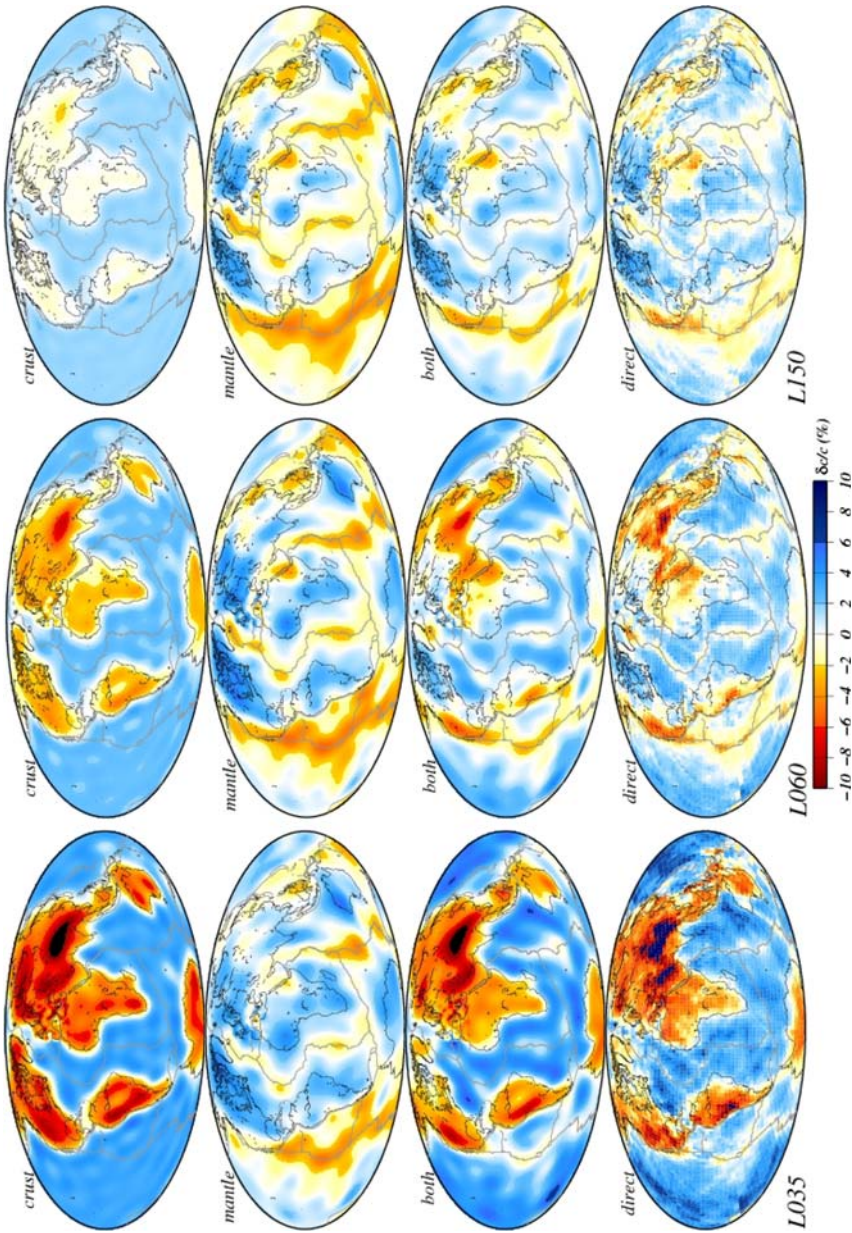 crust
crust
crust
mantle
mantle
mantle
both
both
both
direct
direct
direct
L035
L060
L150
δc/c (%)
−10 −8 −6 −4 −2 0 2 4 6 8 10